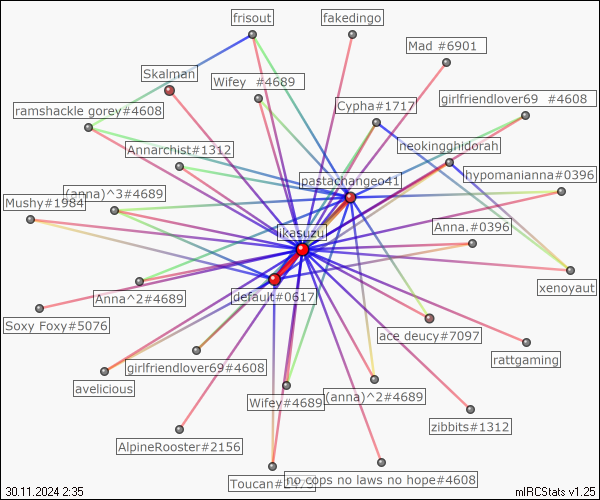 frisout
fakedingo
Mad #6901
Skalman
Wifey #4689
ramshackle gorey#4608
Cypha#1717
girlfriendlover69 #4608
Annarchist#1312
neokingghidorah
pastachangeo41
hypomanianna#0396
(anna)^3#4689
Mushy#1984
ikasuzu
Anna.#0396
Anna^2#4689
default#0617
xenoyaut
Soxy Foxy#5076
ace deucy#7097
rattgaming
girlfriendlover69#4608
avelicious
Wifey#4689
(anna)^2#4689
zibbits#1312
AlpineRooster#2156
Toucan
no cops no laws no hope#4608
30.11.2024 2:35
mIRCStats v1.25